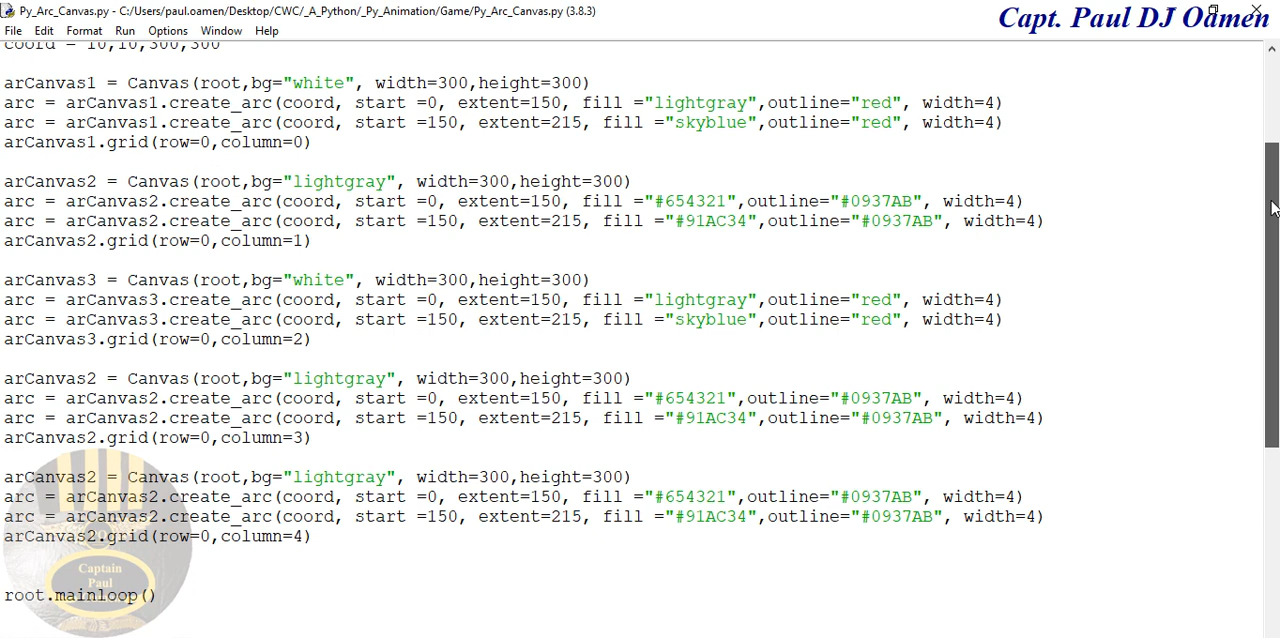 Py_Arc_Canvas.py - C:/Users/paul.oamen/Desktop/CWC/_A_Python/_Py_Animation/Game/Py_Arc_Canvas.py (3.8.3)
Capt. Paul DJ Oamen
File Edit Format Run Options Window Help
coord = 10,10,300,300
arCanvas1 = Canvas(root,bg="white", width=300,height=300)
arc = arCanvas1.create_arc(coord, start =0, extent=150, fill ="lightgray",outline="red", width=4)
arc = arCanvas1.create_arc(coord, start =150, extent=215, fill ="skyblue",outline="red", width=4)
arCanvas1.grid(row=0,column=0)
arCanvas2 = Canvas(root,bg="lightgray", width=300,height=300)
arc = arCanvas2.create_arc(coord, start =0, extent=150, fill ="#654321",outline="#0937AB", width=4)
arc = arCanvas2.create_arc(coord, start =150, extent=215, fill ="#91AC34",outline="#0937AB", width=4)
arCanvas2.grid(row=0,column=1)
arCanvas3 = Canvas(root,bg="white", width=300,height=300)
arc = arCanvas3.create_arc(coord, start =0, extent=150, fill ="lightgray",outline="red", width=4)
arc = arCanvas3.create_arc(coord, start =150, extent=215, fill ="skyblue",outline="red", width=4)
arCanvas3.grid(row=0,column=2)
arCanvas2 = Canvas(root,bg="lightgray", width=300,height=300)
arc = arCanvas2.create_arc(coord, start =0, extent=150, fill ="#654321",outline="#0937AB", width=4)
arc = arCanvas2.create_arc(coord, start =150, extent=215, fill ="#91AC34",outline="#0937AB", width=4)
arCanvas2.grid(row=0,column=3)
arCanvas2 = Canvas(root,bg="lightgray", width=300,height=300)
arc = arCanvas2.create_arc(coord, start =0, extent=150, fill ="#654321",outline="#0937AB", width=4)
arc = arCanvas2.create_arc(coord, start =150, extent=215, fill ="#91AC34",outline="#0937AB", width=4)
arCanvas2.grid(row=0,column=4)
Captain
Paul
root.mainloop()